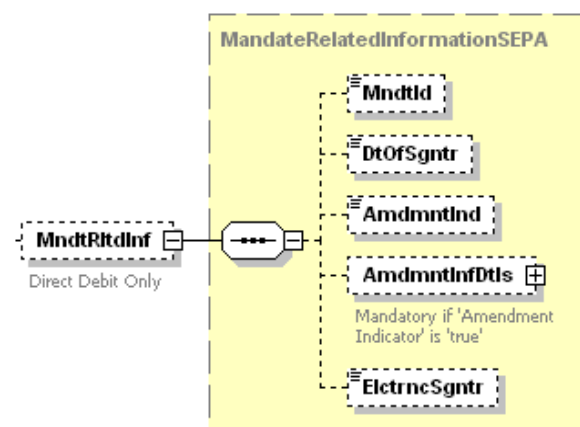 MandateRelatedInformationSEPA
MndtId
DtOfSgntr
AmdmntInd
MndtRltdInf
Direct Debit Only
AmdmntInfDtls
Mandatory if 'Amendment
Indicator' is 'true'
ElctrncSgntr